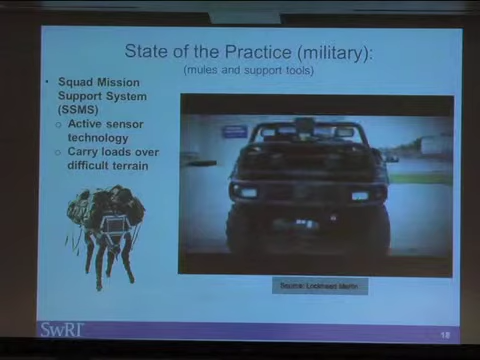 State of the Practice (military):
(mules and support tools)
• Squad Mission
Support System
(SSMS)
o Active sensor
technology
o Carry loads over
difficult terrain
Source: Lockheed Martin
SwRI
18